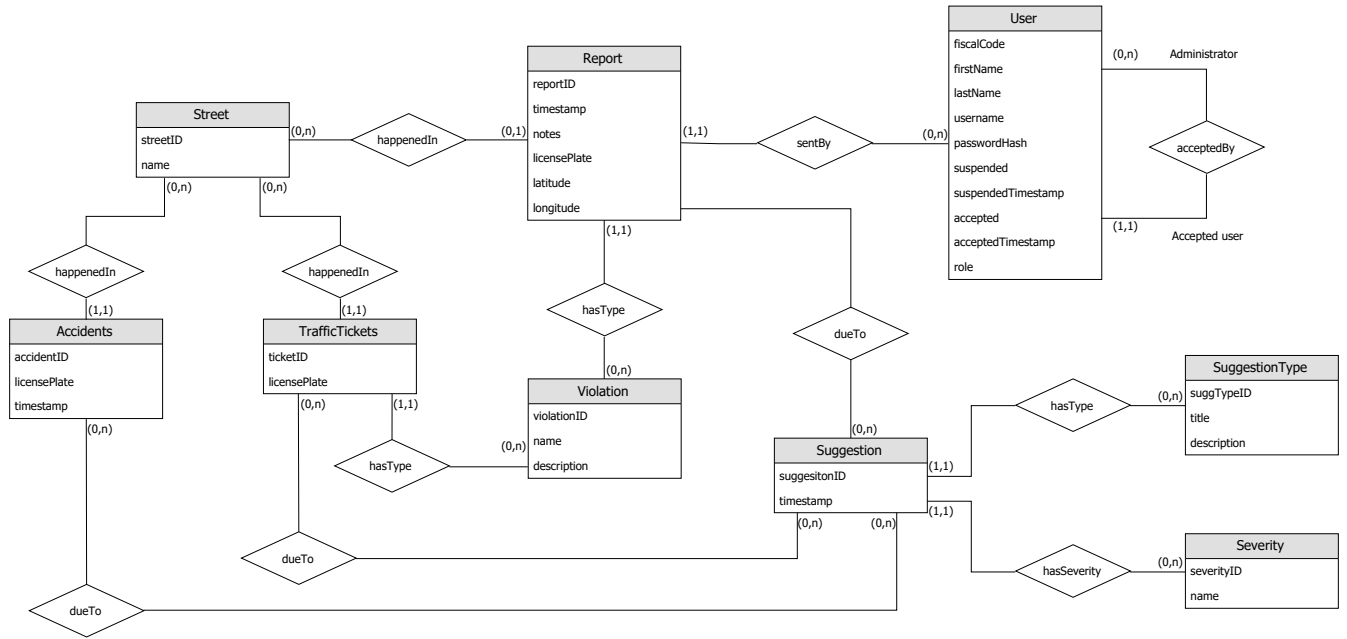 User
fiscalCode
firstName
lastName
username
passwordHash
suspended
suspendedTimestamp
accepted
acceptedTimestamp
role
(0,n)
Administrator
acceptedBy
(1,1)
Accepted user
Report
reportID
timestamp
notes
licensePlate
latitude
longitude
(1,1)
sentBy
(0,n)
Street
streetID
name
(0,n)
happenedIn
(0,1)
(0,n)
(0,n)
happenedIn
happenedIn
(1,1)
(1,1)
(1,1)
hasType
dueTo
(0,n)
(0,n)
Accidents
accidentID
licensePlate
timestamp
(0,n)
TrafficTickets
ticketID
licensePlate
(0,n)
(1,1)
hasType
(0,n)
Violation
violationID
name
description
Suggestion
suggesitonID
timestamp
(0,n)
(0,n)
(1,1)
(1,1)
hasType
(0,n)
SuggestionType
suggTypeID
title
description
hasSeverity
(0,n)
Severity
severityID
name
dueTo
dueTo